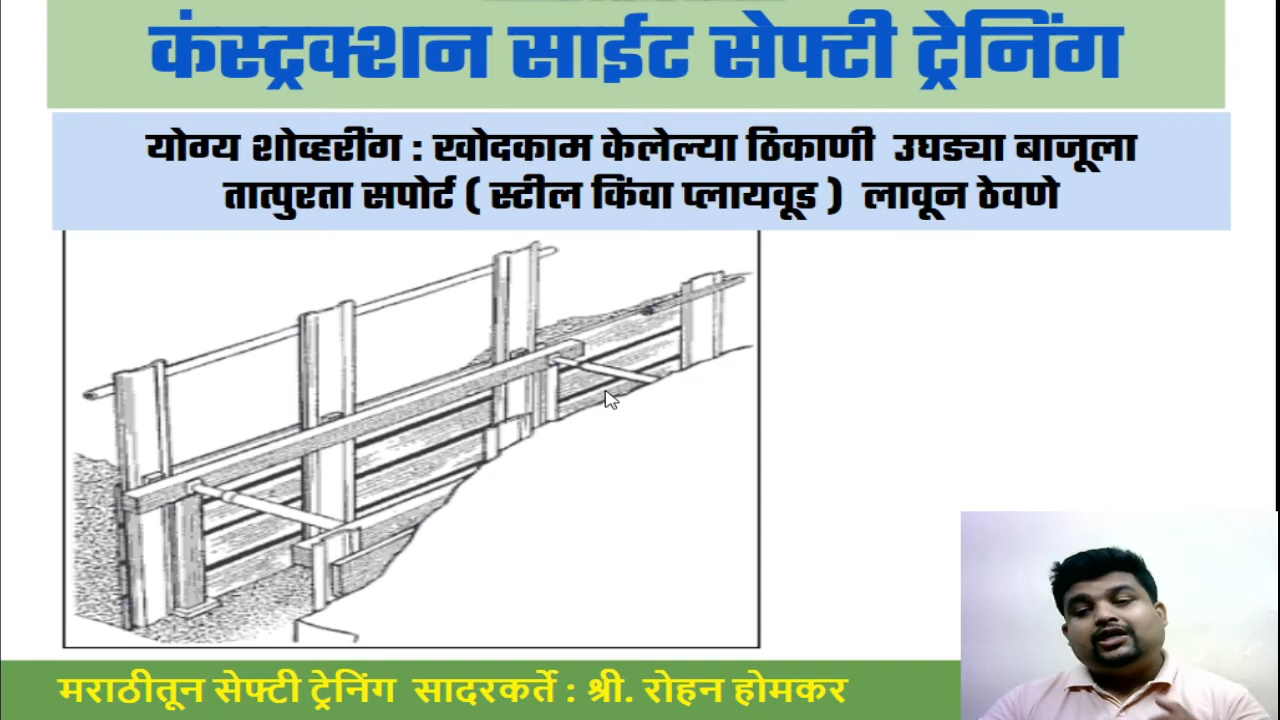 कंस्ट्रक्शन साईट सेफ्टी ट्रेनिंग
योग्य शोव्हरींग : खोदकाम केलेल्या ठिकाणी उघड्या बाजूला
तात्पुरता सपोर्ट ( स्टील किंवा प्लायवूड ) लावून ठेवणे
मराठीतून सेफ्टी ट्रेनिंग सादरकर्ते : श्री. रोहन होमकर